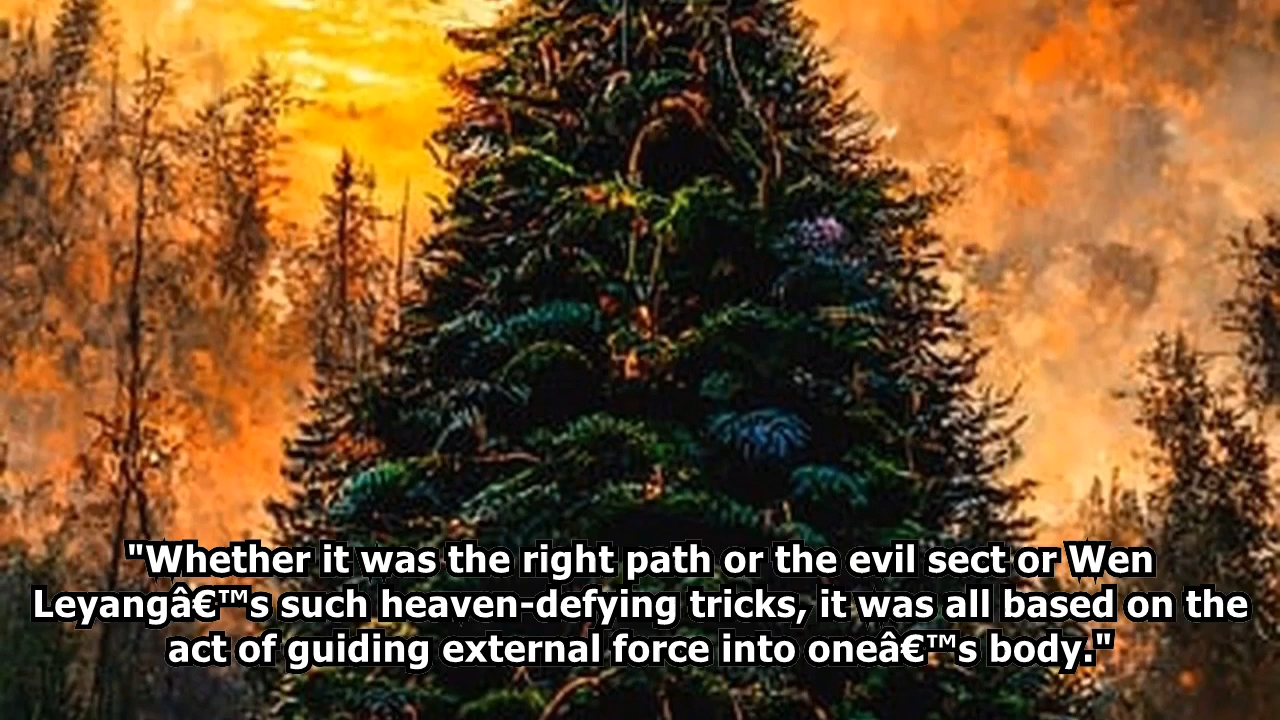 "Whether it was the right path or the evil sect or Wen
Leyangâ€™s such heaven-defying tricks, it was all based on the
act of guiding external force into oneâ€™s body."